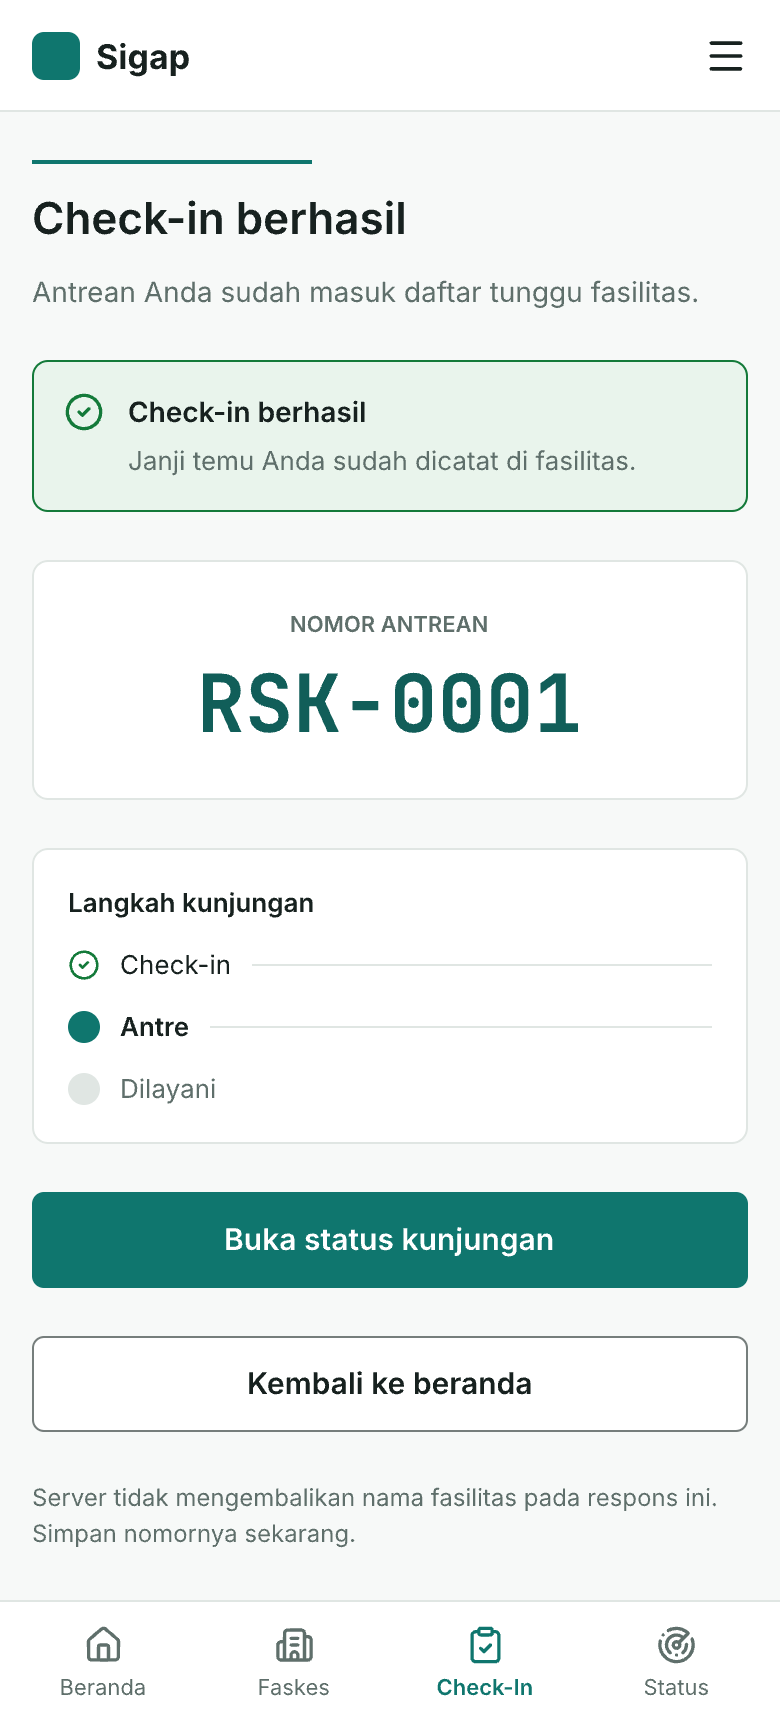 Sigap
Check-in berhasil
Antrean Anda sudah masuk daftar tunggu fasilitas.
Check-in berhasil
Janji temu Anda sudah dicatat di fasilitas.
NOMOR ANTREAN
RSK-0001
Langkah kunjungan
Check-in
Antre
Dilayani
Buka status kunjungan
Kembali ke beranda
Server tidak mengembalikan nama fasilitas pada respons ini.
Simpan nomornya sekarang.
Beranda
Faskes
Check-In
Status